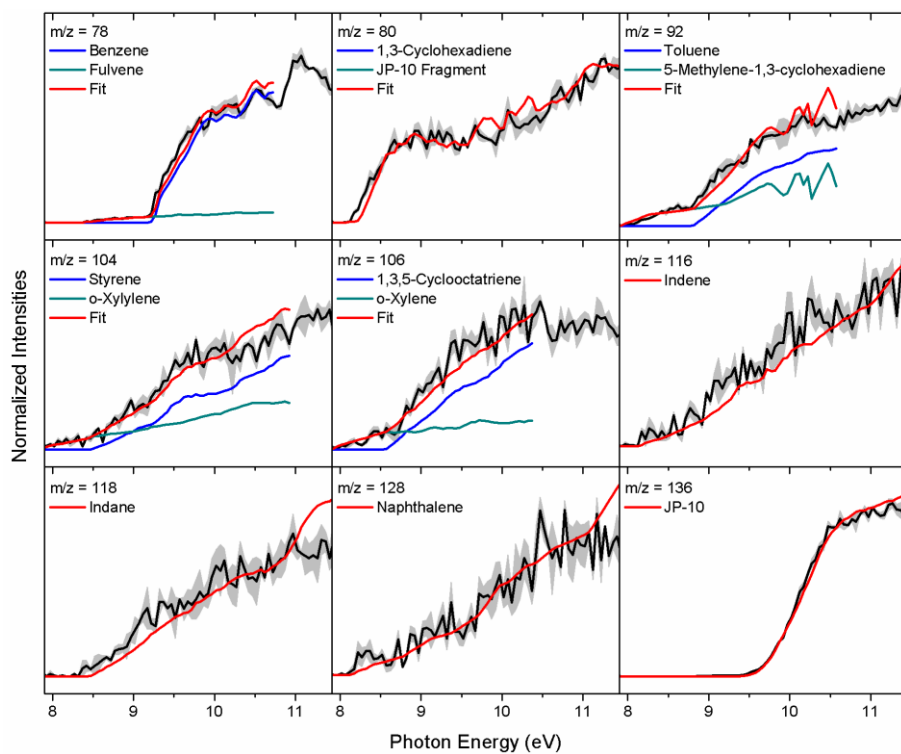 m/z = 78
Benzene
Fulvene
Fit
m/z = 80
1,3-Cyclohexadiene
JP-10 Fragment
Fit
m/z = 92
Toluene
5-Methylene-1,3-cyclohexadiene
Fit
m/z = 104
Styrene
o-Xylylene
Fit
m/z = 106
1,3,5-Cyclooctatriene
o-Xylene
Fit
m/z = 116
Indene
Normalized Intensities
m/z = 118
Indane
m/z = 128
Naphthalene
m/z = 136
JP-10
8 9 10 11 8 9 10 11 8 9 10 11
Photon Energy (eV)